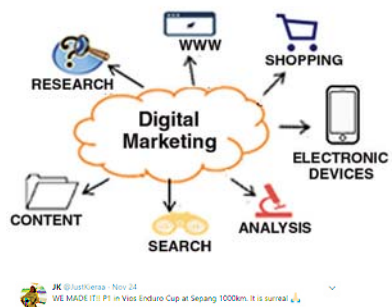 WWW
SHOPPING
RESEARCH
Digital
Marketing
ELECTRONIC
DEVICES
CONTENT
ANALYSIS
SEARCH
JK @JustKieraa · Nov 24
WE MADE IT!! P1 in Vios Enduro Cup at Sepang 1000km. It is surreal 🙏